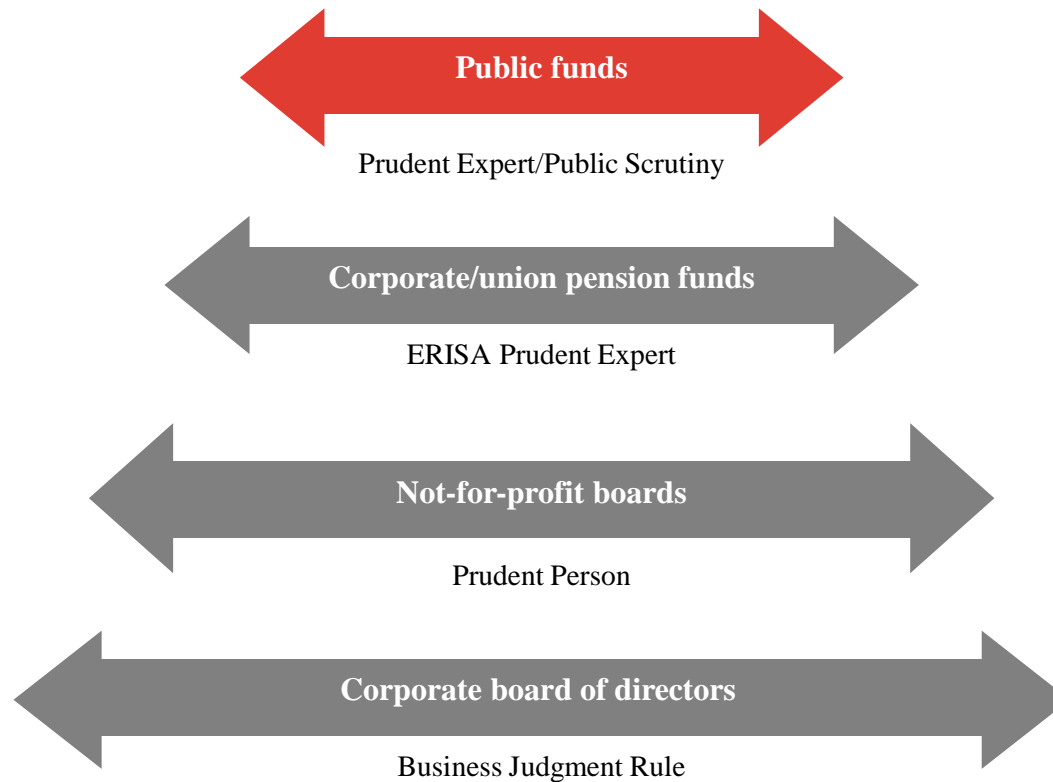 Public funds
Prudent Expert/Public Scrutiny
Corporate/union pension funds
ERISA Prudent Expert
Not-for-profit boards
Prudent Person
Corporate board of directors
Business Judgment Rule